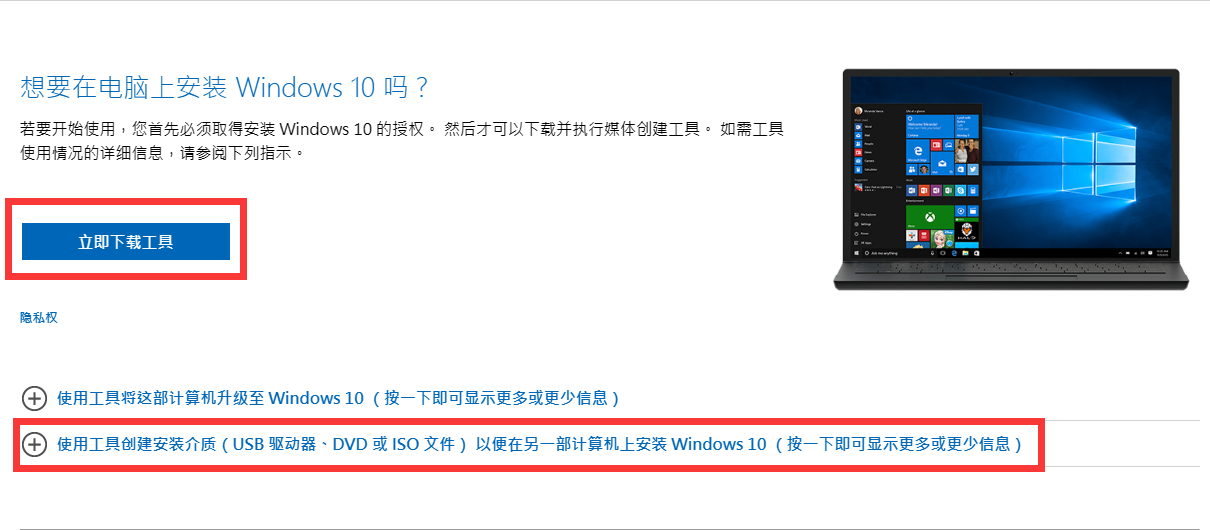 想要在电脑上安装 Windows 10 吗？
若要开始使用，您首先必须取得安装 Windows 10 的授权。 然后才可以下载并执行媒体创建工具。 如需工具
使用情况的详细信息，请参阅下列指示。
立即下载工具
隐私权
使用工具将这部计算机升级至 Windows 10 （按一下即可显示更多或更少信息）
使用工具创建安装介质（USB 驱动器、DVD 或 ISO 文件） 以便在另一部计算机上安装 Windows 10 （按一下即可显示更多或更少信息）